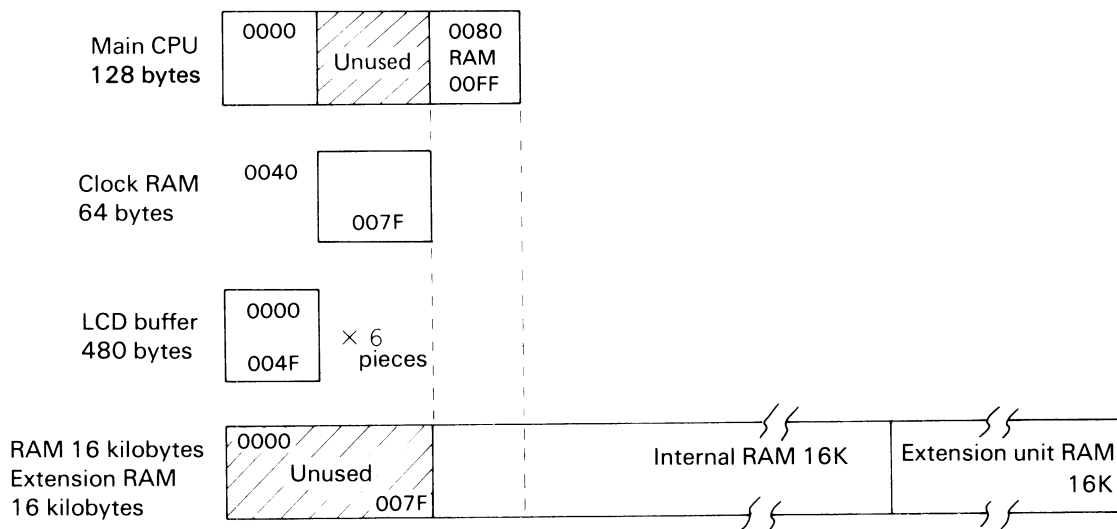 Main CPU
128 bytes
0000
Unused
0080
RAM
00FF
Clock RAM
64 bytes
0040
007F
LCD buffer
480 bytes
0000
004F
× 6
pieces
RAM 16 kilobytes
Extension RAM
16 kilobytes
0000
Unused
007F
Internal RAM 16K
Extension unit RAM
16K